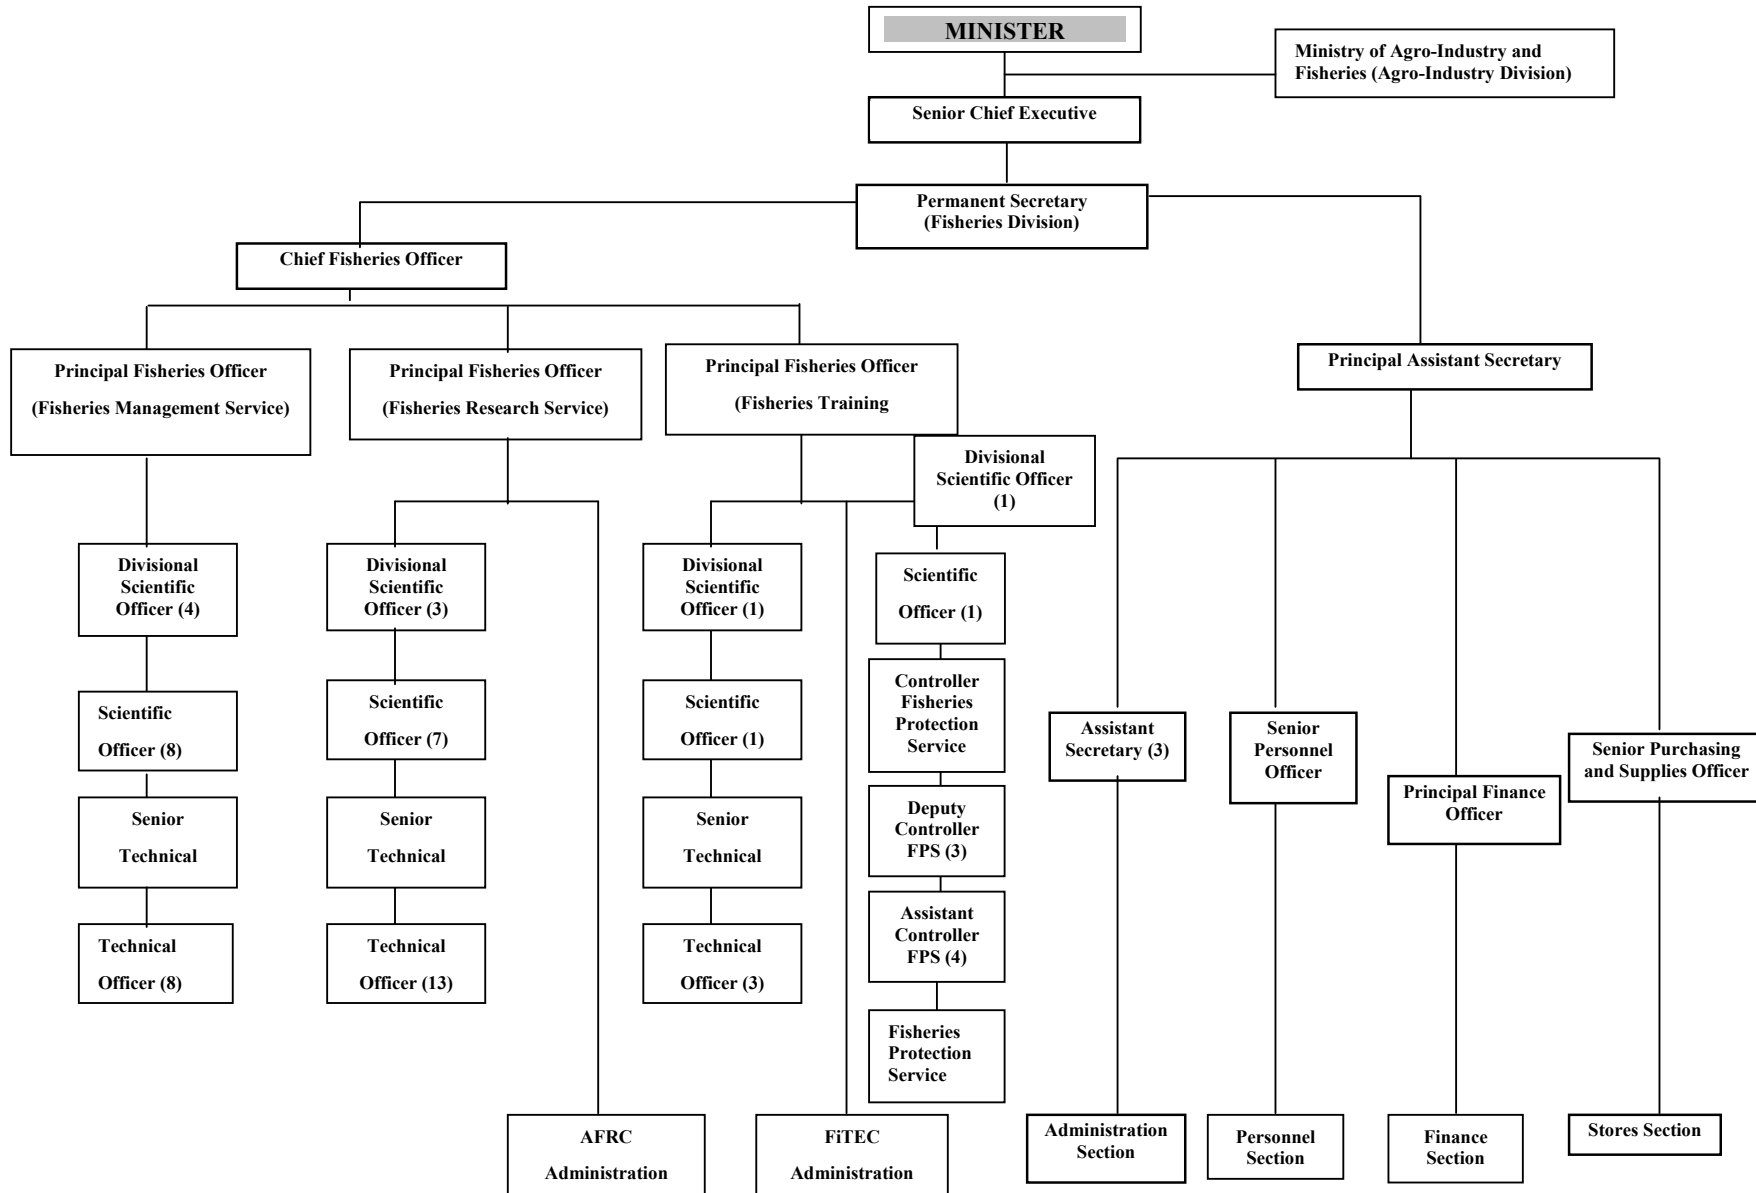 MINISTER
Ministry of Agro-Industry and
Fisheries (Agro-Industry Division)
Senior Chief Executive
Permanent Secretary
(Fisheries Division)
Chief Fisheries Officer
Principal Fisheries Officer
(Fisheries Management Service)
Principal Fisheries Officer
(Fisheries Research Service)
Principal Fisheries Officer
(Fisheries Training
Principal Assistant Secretary
Divisional
Scientific Officer
(1)
Divisional
Scientific
Officer (4)
Divisional
Scientific
Officer (3)
Divisional
Scientific
Officer (1)
Scientific
Officer (1)
Scientific
Officer (8)
Scientific
Officer (7)
Scientific
Officer (1)
Controller
Fisheries
Protection
Service
Assistant
Secretary (3)
Senior
Personnel
Officer
Principal Finance
Officer
Senior Purchasing
and Supplies Officer
Senior
Technical
Senior
Technical
Senior
Technical
Deputy
Controller
FPS (3)
Technical
Officer (8)
Technical
Officer (13)
Technical
Officer (3)
Assistant
Controller
FPS (4)
Fisheries
Protection
Service
AFRC
Administration
FiTEC
Administration
Administration
Section
Personnel
Section
Finance
Section
Stores Section